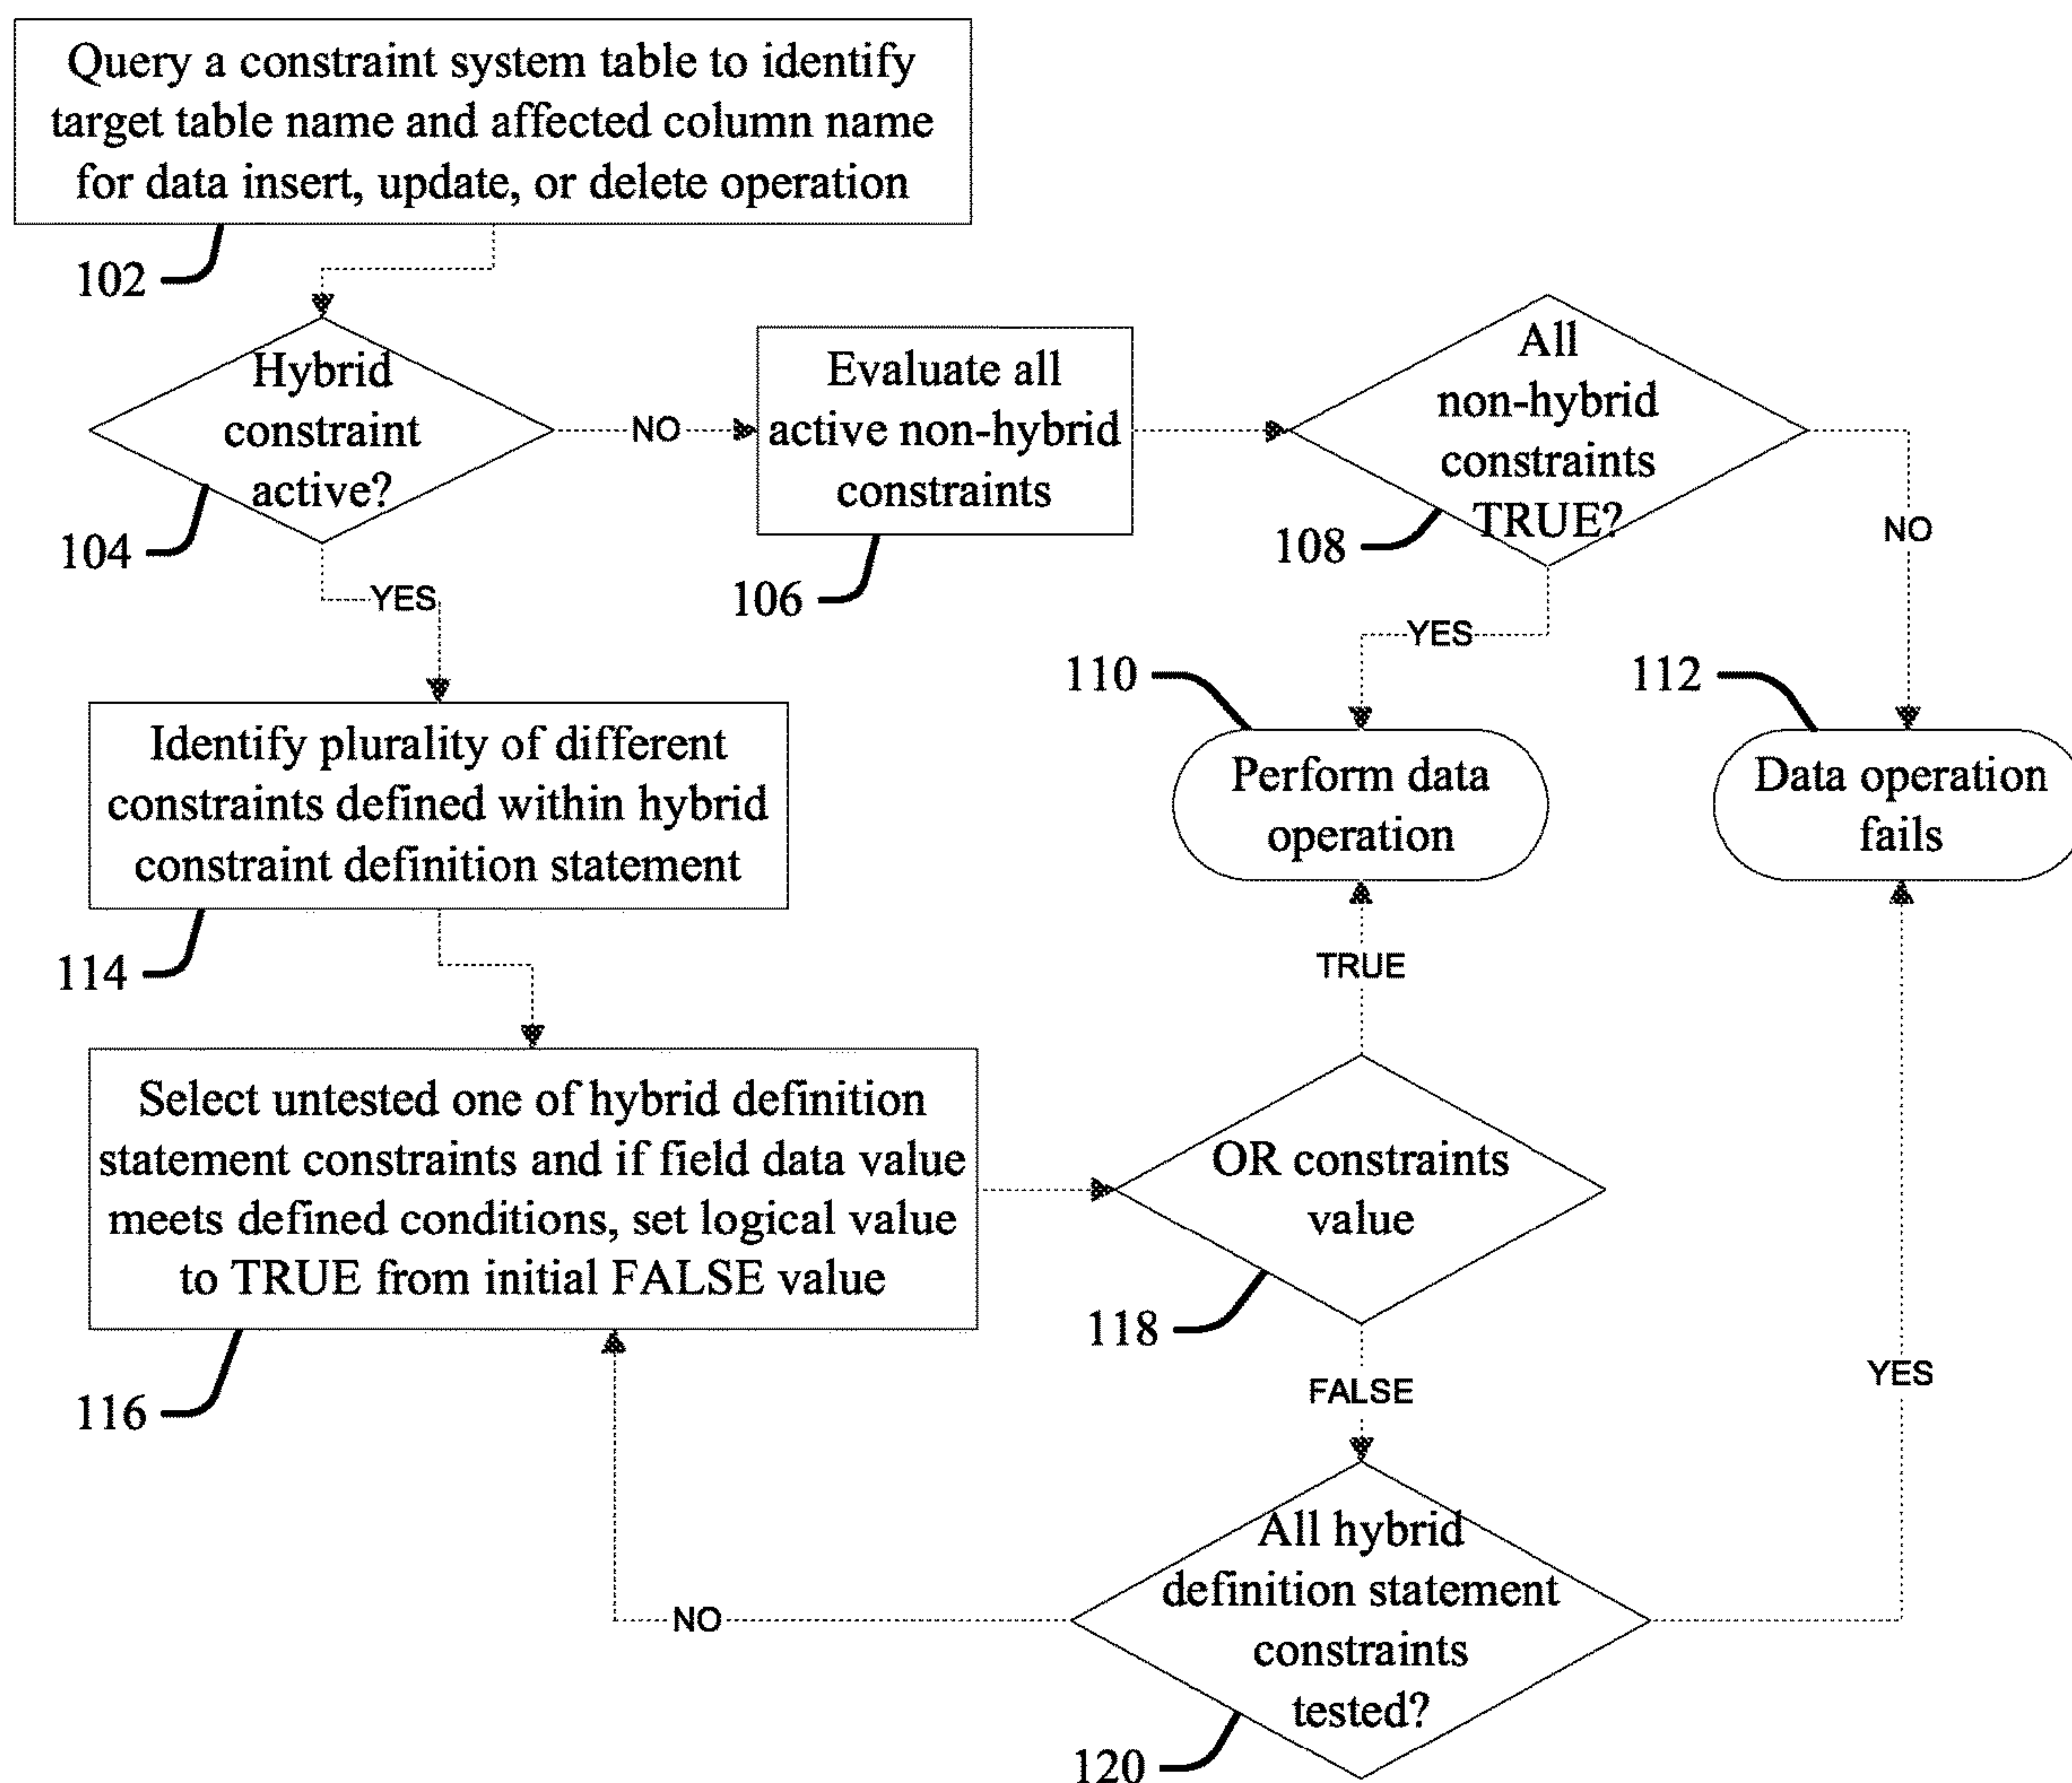 Query a constraint system table to identify
target table name and affected column name
for data insert, update, or delete operation
102
Hybrid
constraint
active?
104
NO
Evaluate all
active non-hybrid
constraints
106
All
non-hybrid
constraints
TRUE?
108
NO
YES
YES
110
112
Identify plurality of different
constraints defined within hybrid
constraint definition statement
114
Perform data
operation
Data operation
fails
TRUE
Select untested one of hybrid definition
statement constraints and if field data value
meets defined conditions, set logical value
to TRUE from initial FALSE value
116
OR constraints
value
118
FALSE
YES
All hybrid
definition statement
constraints
tested?
NO
120